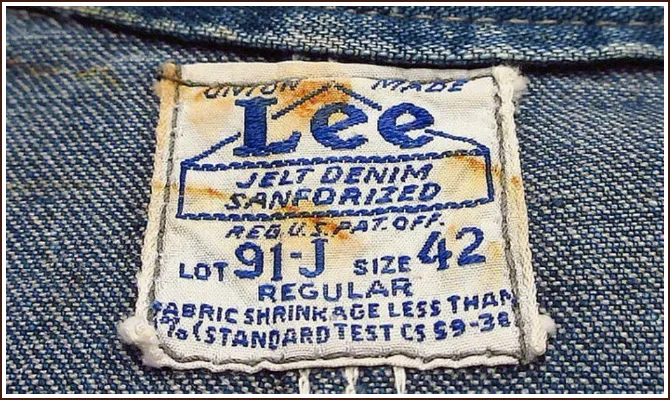 UNION MADE
Lee
JELT DENIM
SANFORIZED
REG.U.S.PAT.OFF.
LOT 91-J SIZE 42
REGULAR
FABRIC SHRINKAGE LESS THAN
% (STANDARD TEST CS 59-36